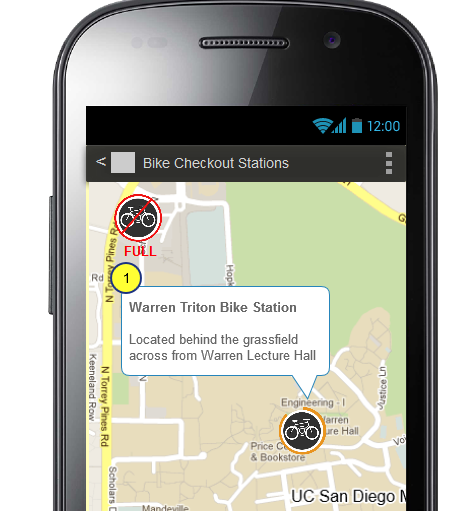 12:00
< Bike Checkout Stations
FULL
1
N Torrey Pines Rd
Rd
Warren Triton Bike Station
Located behind the grassfield
across from Warren Lecture Hall
Keeneland Row
N Torrey Pines Rd
Justice Ln
Engineering - I
Warren
Lecture Hall
Price C
& Bookstore
Scholars D
UC San Diego M
Mandeville